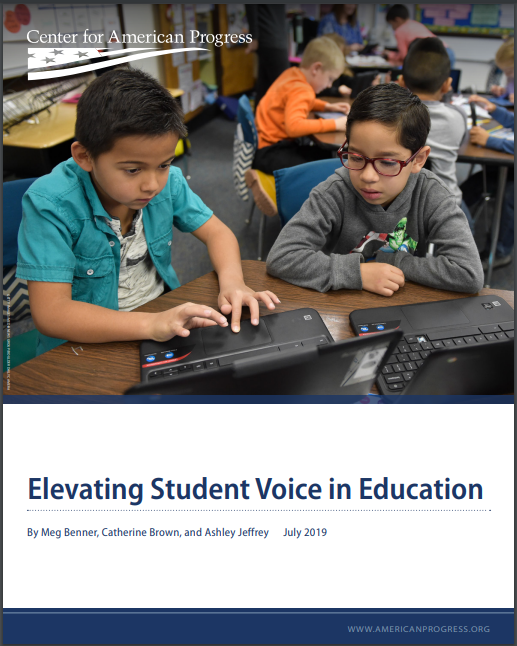 Center for American Progress
Elevating Student Voice in Education
By Meg Benner, Catherine Brown, and Ashley Jeffrey July 2019
WWW.AMERICANPROGRESS.ORG